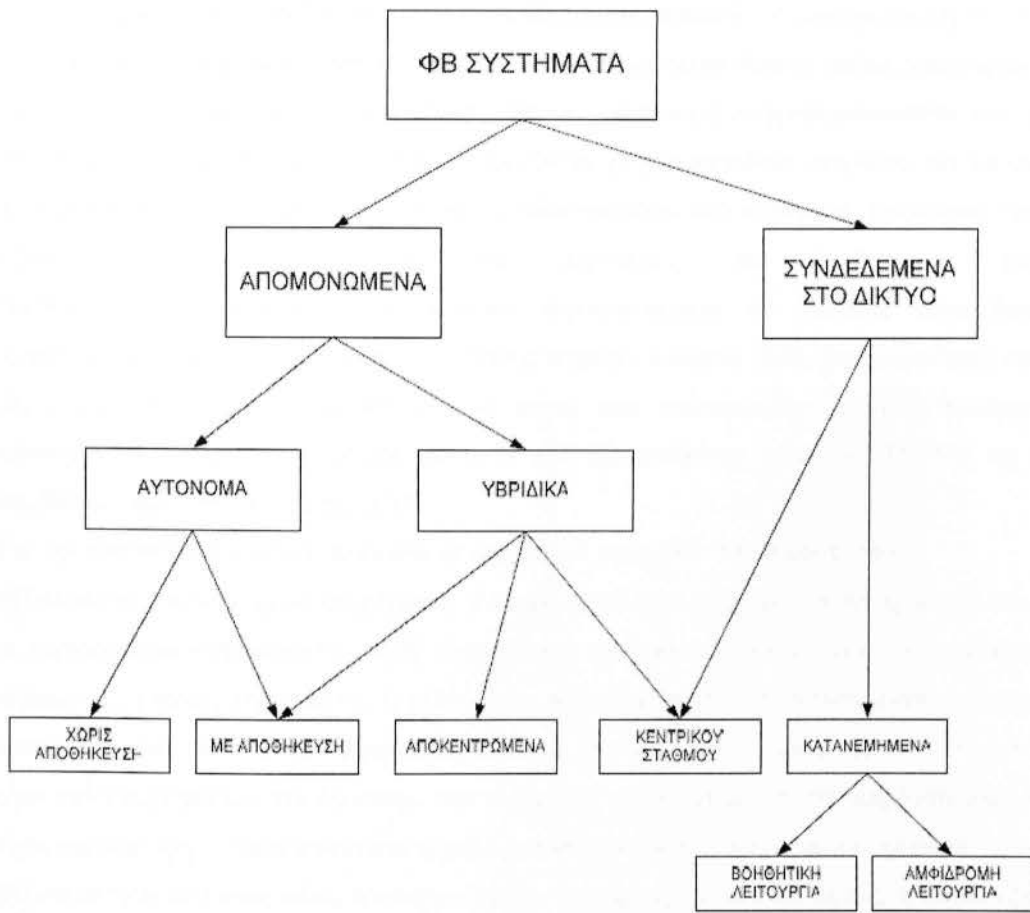 ΦΒ ΣΥΣΤΗΜΑΤΑ
ΑΠΟΜΟΝΩΜΕΝΑ
ΣΥΝΔΕΔΕΜΕΝΑ
ΣΤΟ ΔΙΚΤΥΟ
ΑΥΤΟΝΟΜΑ
ΥΒΡΙΔΙΚΑ
ΧΩΡΙΣ
ΑΠΟΘΗΚΕΥΣΗ
ΜΕ ΑΠΟΘΗΚΕΥΣΗ
ΑΠΟΚΕΝΤΡΩΜΕΝΑ
ΚΕΝΤΡΙΚΟΥ
ΣΤΑΘΜΟΥ
ΚΑΤΑΝΕΜΗΜΕΝΑ
ΒΟΗΘΗΤΙΚΗ
ΛΕΙΤΟΥΡΓΙΑ
ΑΜΦΙΔΡΟΜΗ
ΛΕΙΤΟΥΡΓΙΑ